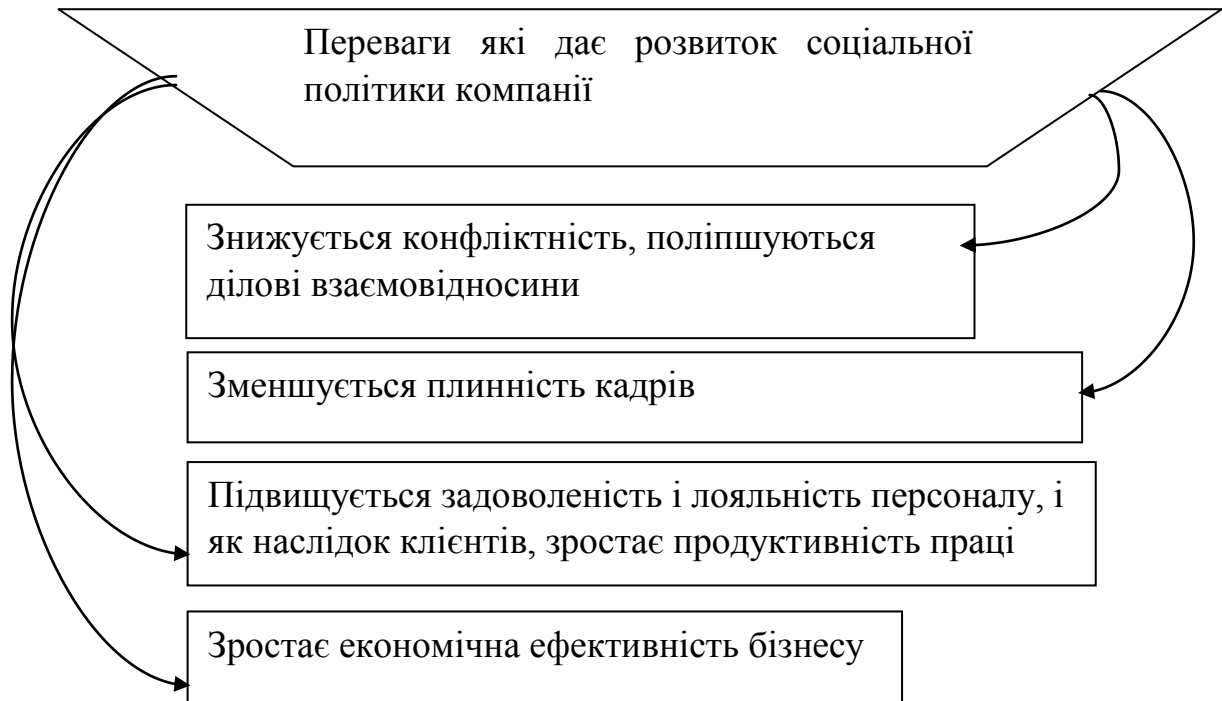 Переваги які дає розвиток соціальної
політики компанії
Знижується конфліктність, поліпшуються
ділові взаємовідносини
Зменшується плинність кадрів
Підвищується задоволеність і лояльність персоналу, і
як наслідок клієнтів, зростає продуктивність праці
Зростає економічна ефективність бізнесу